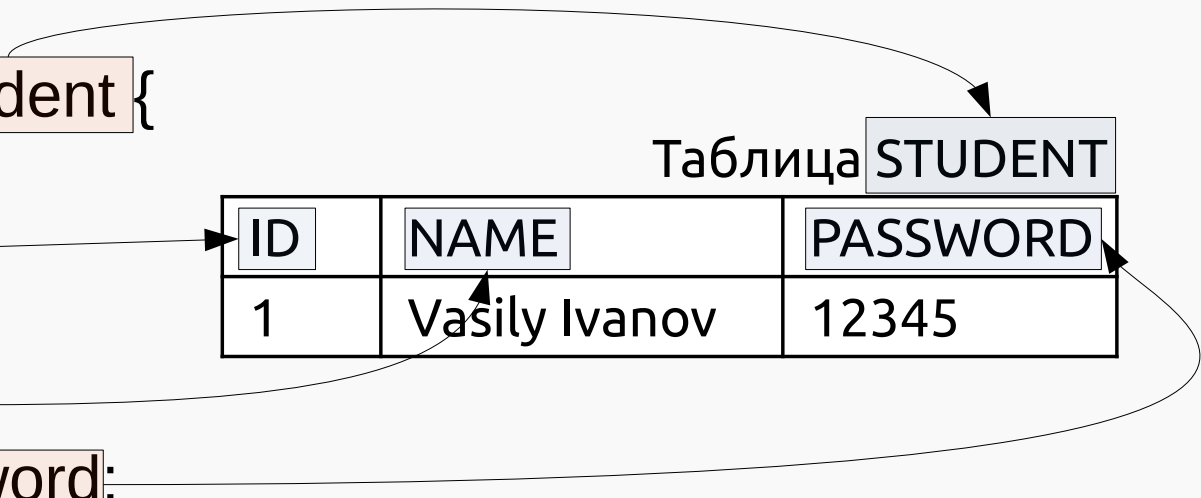 dent {
Таблица STUDENT
ID NAME PASSWORD
1 Vasily Ivanov 12345
word;